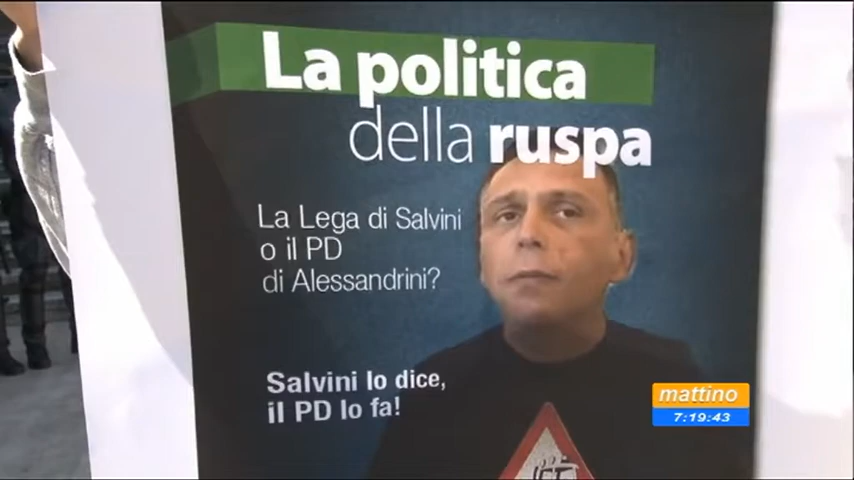 La politica
della ruspa
La Lega di Salvini
o il PD
di Alessandrini?
Salvini lo dice,
il PD lo fa!
mattino
7:19:43